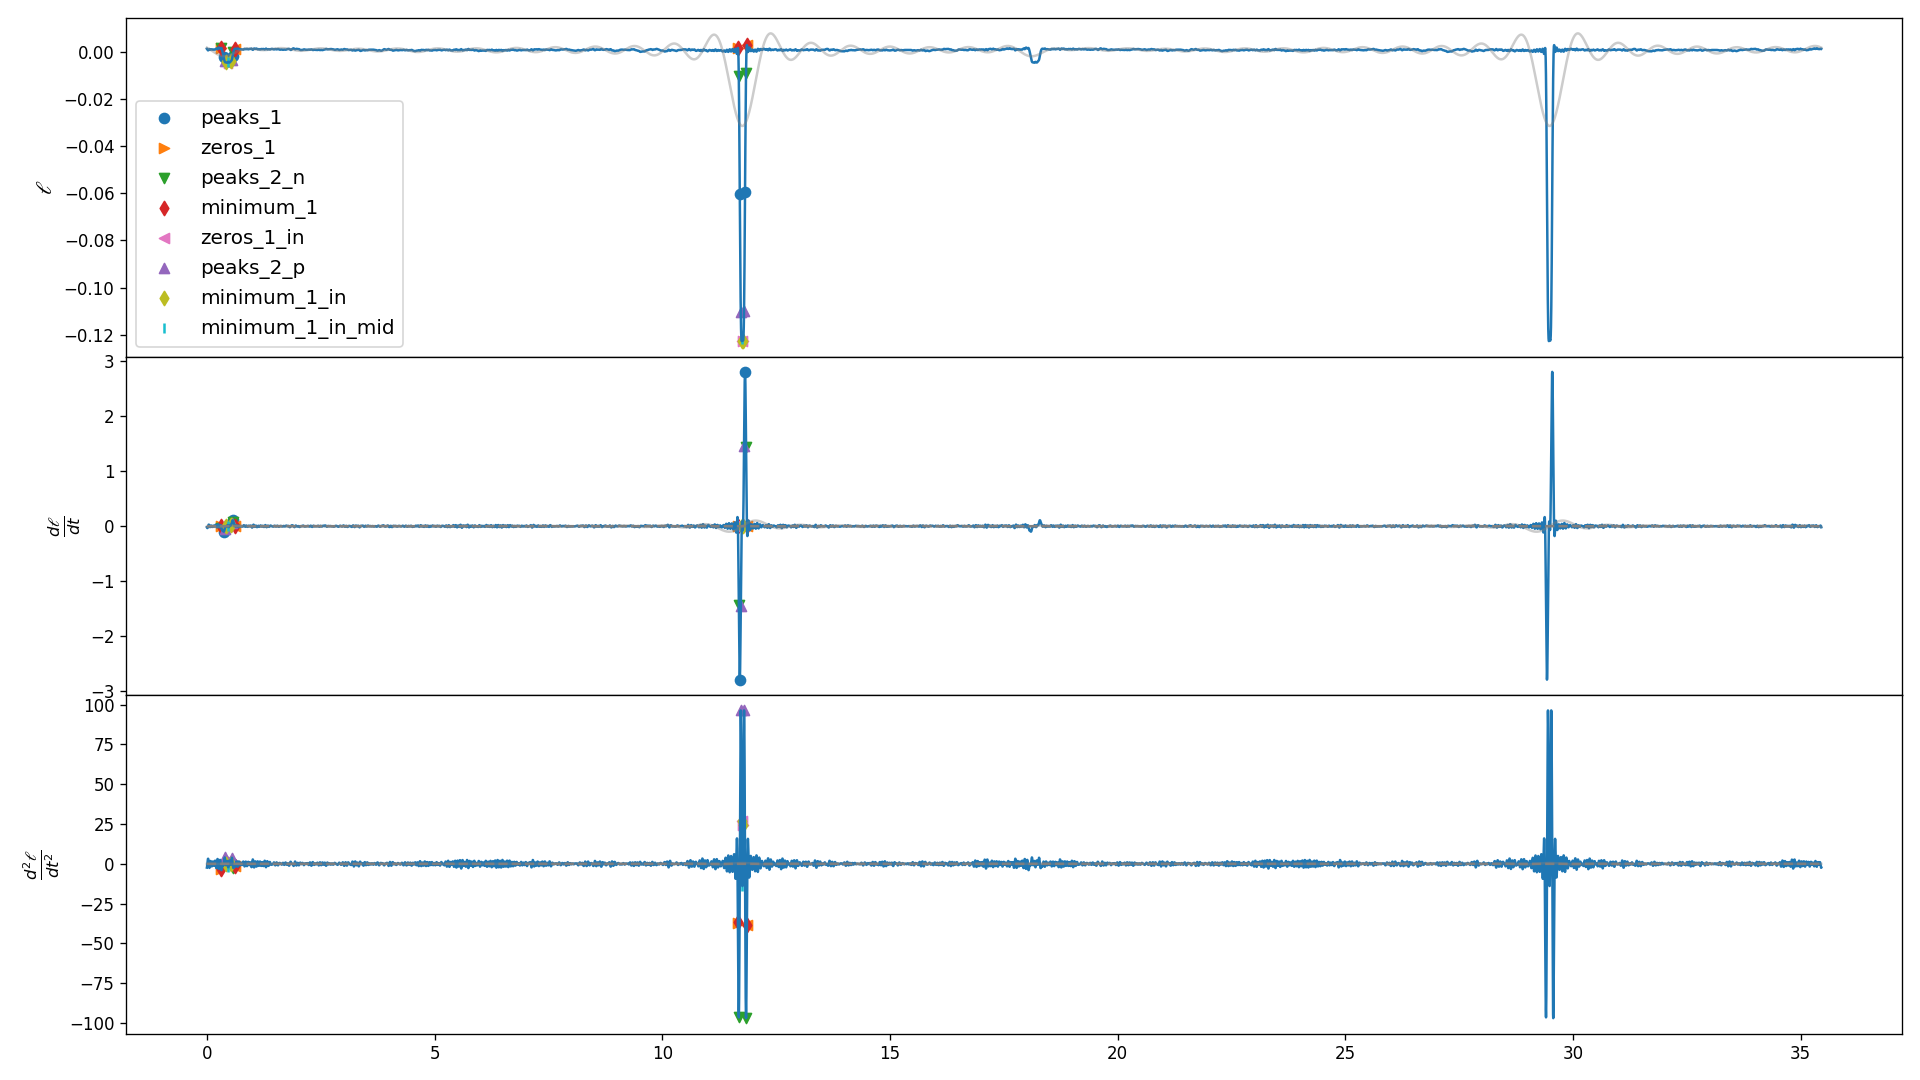 0.00
−0.02
−0.04
−0.06
−0.08
−0.10
−0.12
ℓ
peaks_1
zeros_1
peaks_2_n
minimum_1
zeros_1_in
peaks_2_p
minimum_1_in
minimum_1_in_mid
3
2
1
0
−1
−2
−3
dℓ
dt
100
75
50
25
0
−25
−50
−75
−100
d²ℓ
dt²
0 5 10 15 20 25 30 35